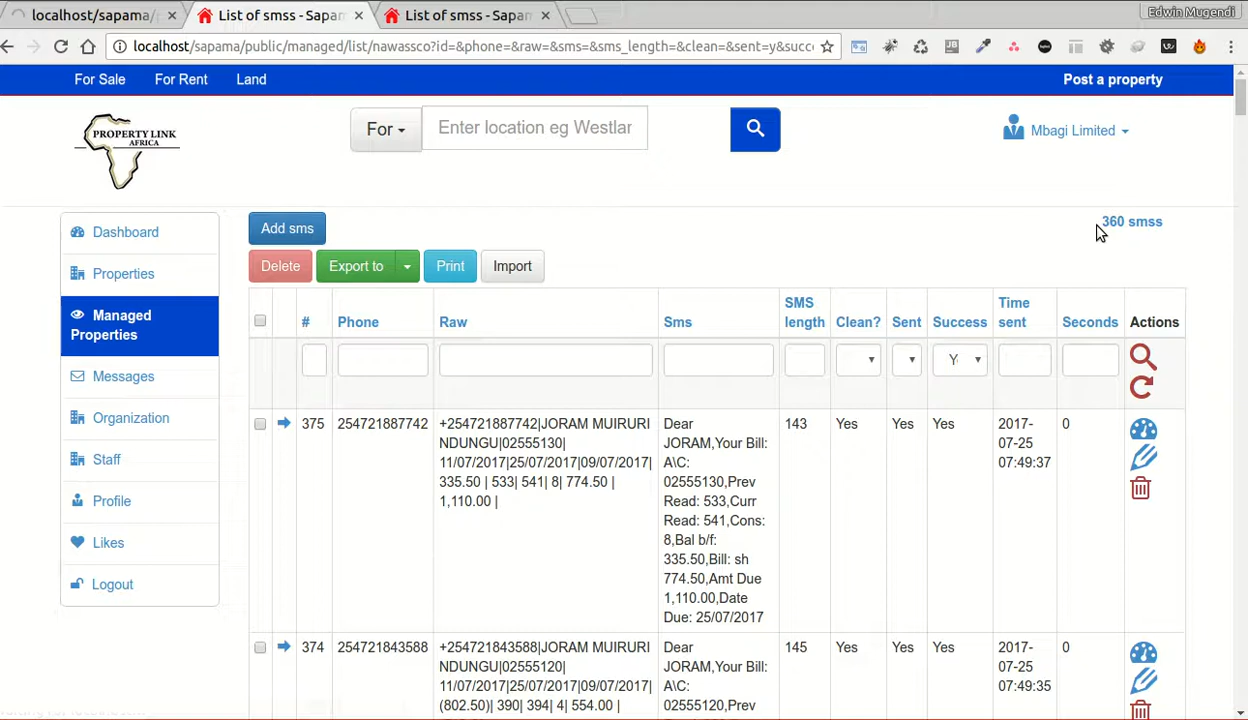 localhost/sapama/p
List of smss - Sapam
List of smss - Sapam
Edwin Mugendi
localhost/sapama/public/managed/list/nawassco?id=&phone=&raw=&sms=&sms_length=&clean=&sent=y&succ
For Sale For Rent Land Post a property
PROPERTY LINK
AFRICA
For Enter location eg Westlar Mbagi Limited
Dashboard
Properties
Managed
Properties
Messages
Organization
Staff
Profile
Likes
Logout
Add sms 360 smss
Delete Export to Print Import
# Phone Raw Sms SMS length Clean? Sent Success Time sent Seconds Actions
Y
375 254721887742 +254721887742|JORAM MUIRURI Dear 143 Yes Yes Yes 2017- 0
NDUNGU|02555130| JORAM,Your Bill: 07-25
11/07/2017|25/07/2017|09/07/2017| A\C: 07:49:37
335.50 | 533| 541| 8| 774.50 | 02555130,Prev
1,110.00 | Read: 533,Curr
Read: 541,Cons:
8,Bal b/f:
335.50,Bill: sh
774.50,Amt Due
1,110.00,Date
Due: 25/07/2017
374 254721843588 +254721843588|JORAM MUIRURI Dear 145 Yes Yes Yes 2017- 0
NDUNGU|02555120| JORAM,Your Bill: 07-25
11/07/2017|25/07/2017|09/07/2017| A\C: 07:49:35
(802.50)| 390| 394| 4| 554.00 | 02555120,Prev